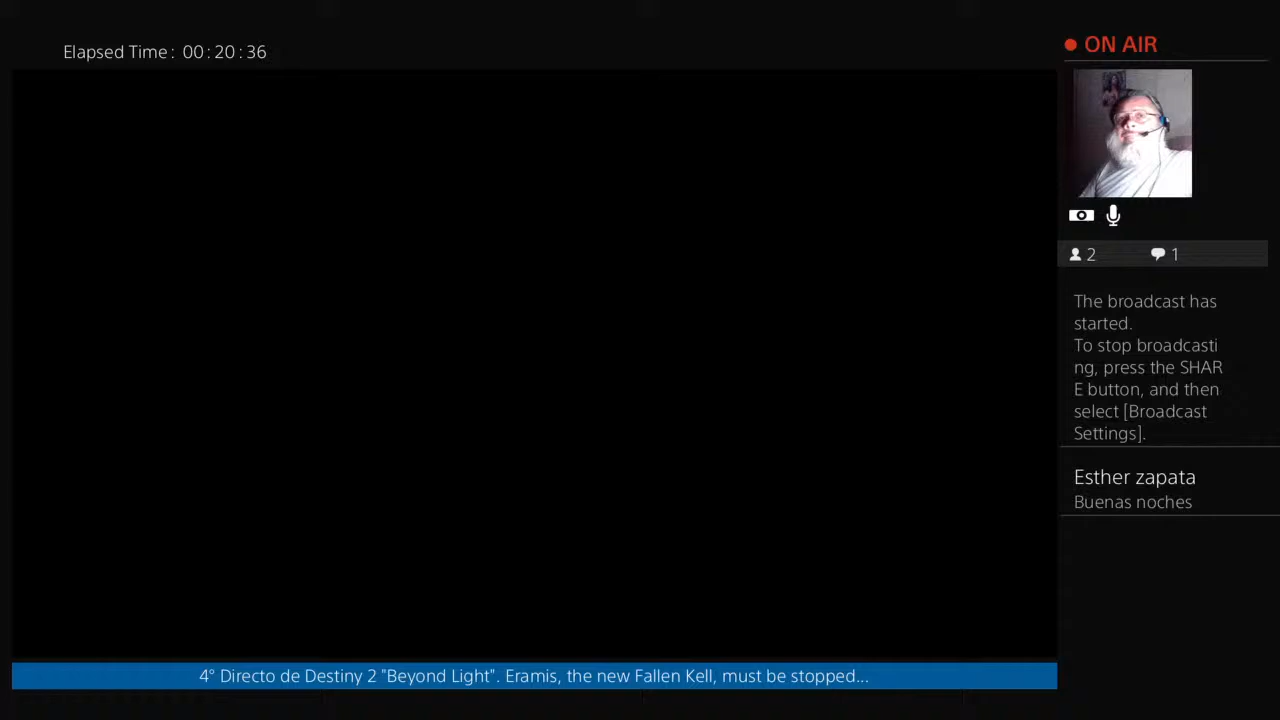 Elapsed Time: 00:20:36
ON AIR
2
1
The broadcast has
started.
To stop broadcasti
ng, press the SHAR
E button, and then
select [Broadcast
Settings].
Esther zapata
Buenas noches
4° Directo de Destiny 2 "Beyond Light". Eramis, the new Fallen Kell, must be stopped...